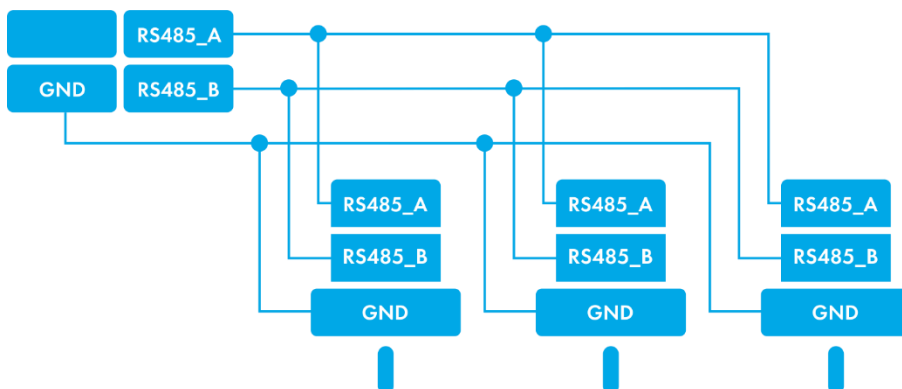 RS485_A
GND RS485_B
RS485_A RS485_A RS485_A
RS485_B RS485_B RS485_B
GND GND GND